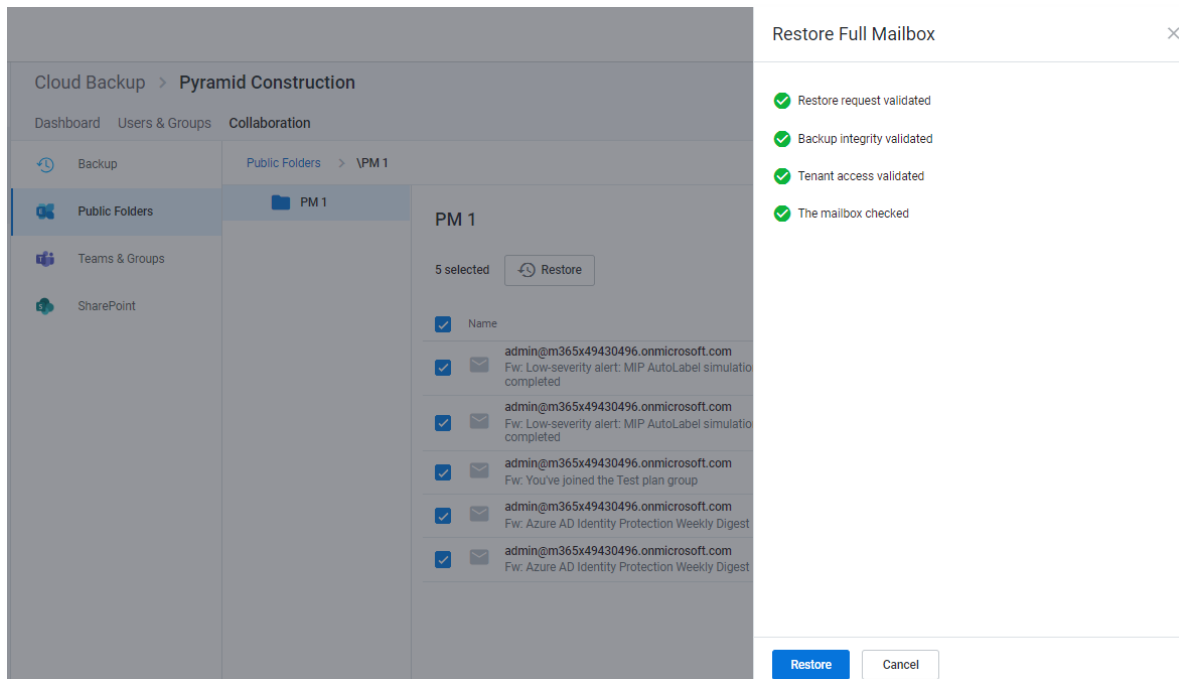 Restore Full Mailbox
Cloud Backup > Pyramid Construction
Dashboard Users & Groups Collaboration
Backup
Public Folders
Teams & Groups
SharePoint
Public Folders > \PM 1
PM 1
PM 1
5 selected Restore
Name
admin@m365x49430496.onmicrosoft.com
Fw: Low-severity alert: MIP AutoLabel simulatio
completed
admin@m365x49430496.onmicrosoft.com
Fw: Low-severity alert: MIP AutoLabel simulatio
completed
admin@m365x49430496.onmicrosoft.com
Fw: You've joined the Test plan group
admin@m365x49430496.onmicrosoft.com
Fw: Azure AD Identity Protection Weekly Digest
admin@m365x49430496.onmicrosoft.com
Fw: Azure AD Identity Protection Weekly Digest
Restore request validated
Backup integrity validated
Tenant access validated
The mailbox checked
Restore Cancel